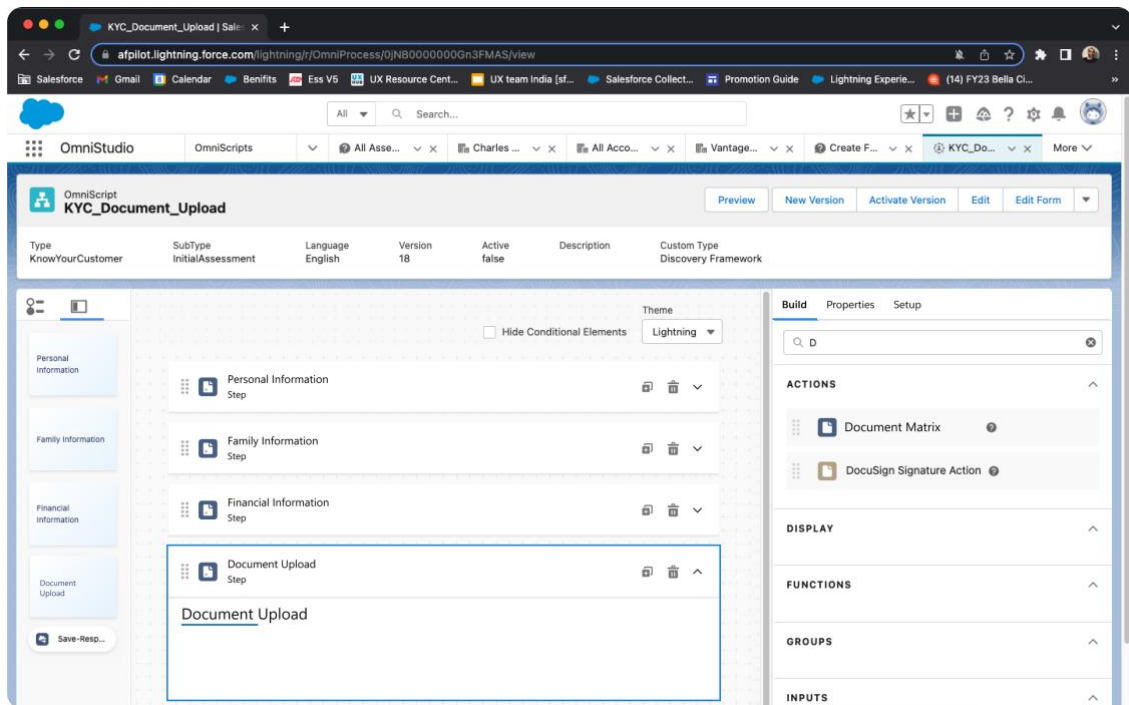 KYC_Document_Upload | Sales
afpilot.lightning.force.com/lightning/r/OmniProcess/0jNB0000000Gn3FMAS/view
Salesforce Gmail Calendar Benifits Ess V5 UX Resource Cent... UX team India [sf... Salesforce Collect... Promotion Guide Lightning Experie... (14) FY23 Bella Ci... »
All Search...
OmniStudio OmniScripts All Asse... Charles ... All Acco... Vantage... Create F... KYC_Do... More
OmniScript
KYC_Document_Upload
Preview New Version Activate Version Edit Edit Form
Type SubType Language Version Active Description Custom Type
KnowYourCustomer InitialAssessment English 18 false Discovery Framework
Theme
Hide Conditional Elements Lightning
Personal
Information
Family Information
Financial
Information
Document
Upload
Save-Resp...
Personal Information
Step
Family Information
Step
Financial Information
Step
Document Upload
Step
Document Upload
Build Properties Setup
D
ACTIONS
Document Matrix
DocuSign Signature Action
DISPLAY
FUNCTIONS
GROUPS
INPUTS